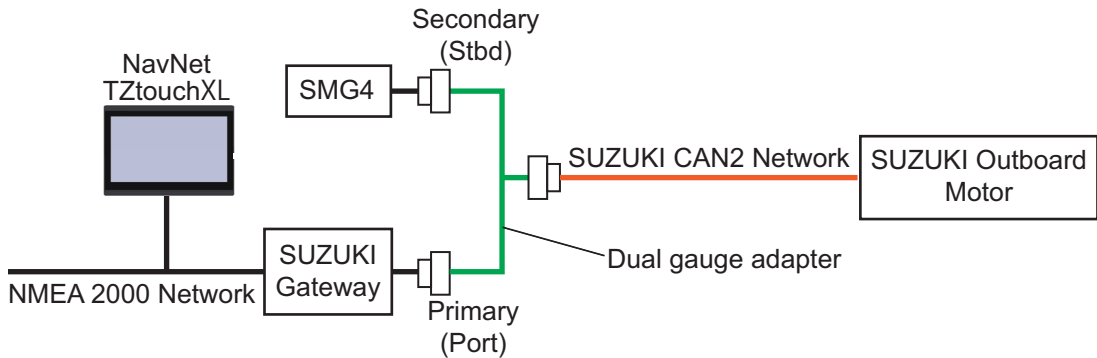 Secondary
(Stbd)
NavNet
TZtouchXL
SMG4
SUZUKI CAN2 Network
SUZUKI Outboard
Motor
SUZUKI
Gateway
Dual gauge adapter
NMEA 2000 Network
Primary
(Port)